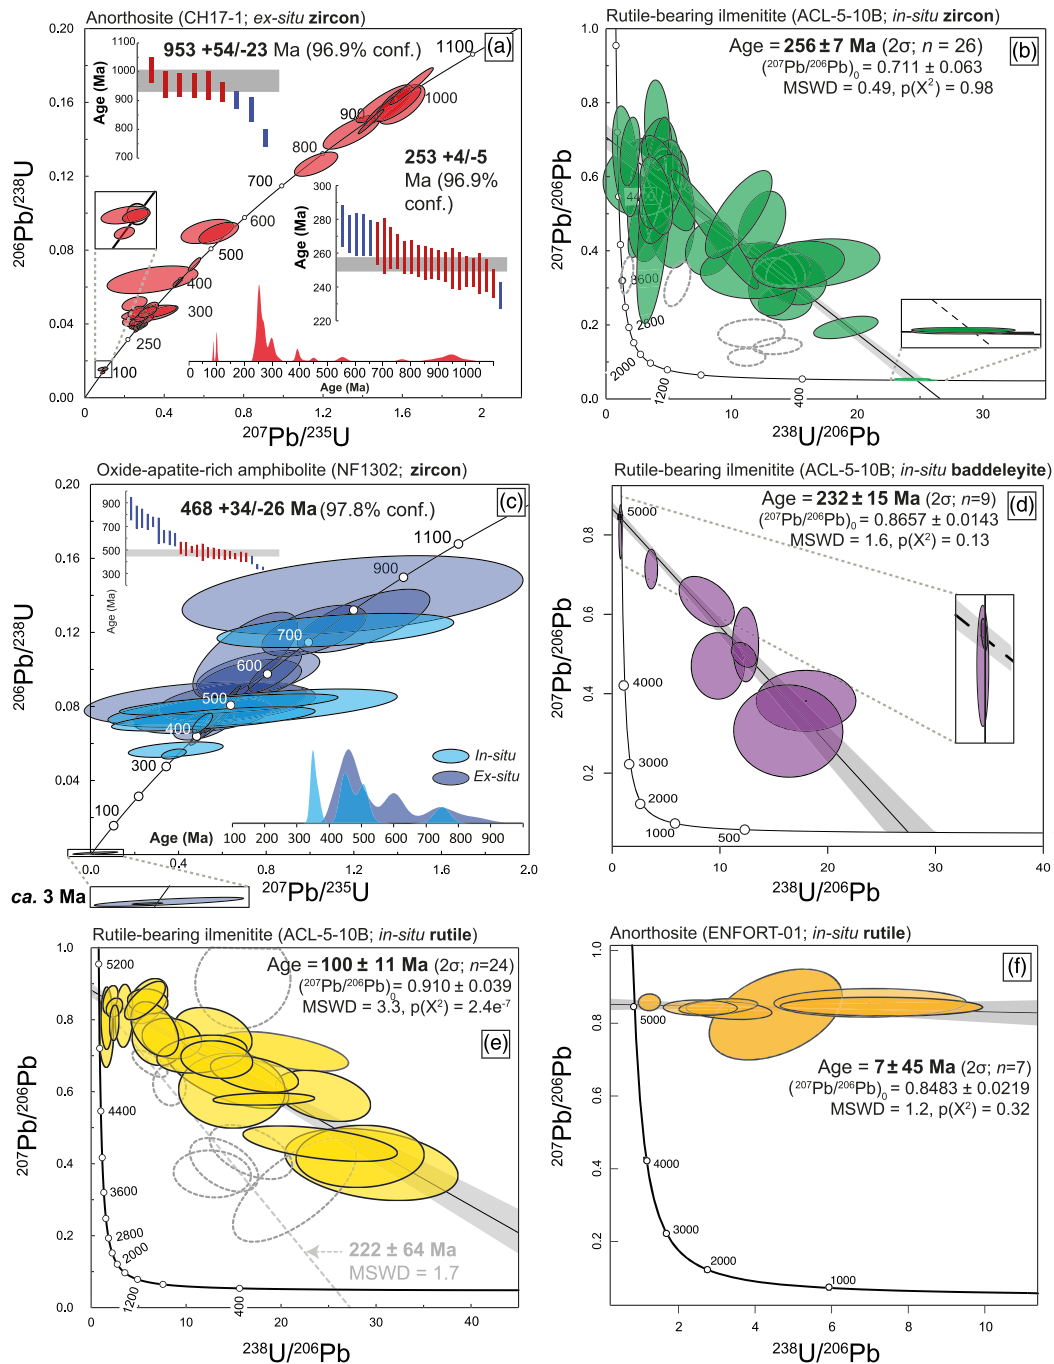 Anorthosite (CH17-1; ex-situ zircon)
(a)
953 +54/-23 Ma (96.9% conf.)
253 +4/-5
Ma (96.9%
conf.)
Age (Ma)
1100
1000
900
800
700
Age (Ma)
300
280
260
240
220
0.20
0.16
0.12
0.08
0.04
0.00
206Pb/238U
1100
1000
900
800
700
600
500
400
300
250
100
0 100 200 300 400 500 600 700 800 900 1000
Age (Ma)
0.0 0.4 0.8 1.2 1.6 2
207Pb/235U
Rutile-bearing ilmenitite (ACL-5-10B; in-situ zircon)
(b)
Age = 256 ± 7 Ma (2σ, n = 26)
(207Pb/206Pb)0 = 0.711 ± 0.063
MSWD = 0.49, p(X2) = 0.98
1.0
0.8
0.6
0.4
0.2
0.0
207Pb/206Pb
3600
2800
2000
1200
400
0 10 20 30
238U/206Pb
Oxide-apatite-rich amphibolite (NF1302; zircon)
(c)
468 +34/-26 Ma (97.8% conf.)
Age (Ma)
900
700
500
300
0.20
0.16
0.12
0.08
0.04
206Pb/238U
1100
900
700
600
500
400
300
100
In-situ
Ex-situ
Age (Ma)
100 200 300 400 500 600 700 800 900
0.0 0.4 0.8 1.2 1.6 2.0
207Pb/235U
ca. 3 Ma
Rutile-bearing ilmenitite (ACL-5-10B; in-situ baddeleyite)
(d)
Age = 232 ± 15 Ma (2σ, n=9)
(207Pb/206Pb)0 = 0.8657 ± 0.0143
MSWD = 1.6, p(X2) = 0.13
0.8
0.6
0.4
0.2
207Pb/206Pb
5000
4000
3000
2000
1000
500
0 10 20 30 40
238U/206Pb
Rutile-bearing ilmenitite (ACL-5-10B; in-situ rutile)
(e)
Age = 100 ± 11 Ma (2σ; n=24)
(207Pb/206Pb)0 = 0.910 ± 0.039
MSWD = 3.3, p(X2) = 2.4e-7
1.0
0.8
0.6
0.4
0.2
0.0
207Pb/206Pb
5200
4400
3600
2800
2000
1200
400
222 ± 64 Ma
MSWD = 1.7
0 10 20 30 40
238U/206Pb
Anorthosite (ENFORT-01; in-situ rutile)
(f)
Age = 7 ± 45 Ma (2σ; n=7)
(207Pb/206Pb)0 = 0.8483 ± 0.0219
MSWD = 1.2, p(X2) = 0.32
1.0
0.8
0.6
0.4
0.2
207Pb/206Pb
5000
4000
3000
2000
1000
2 4 6 8 10
238U/206Pb